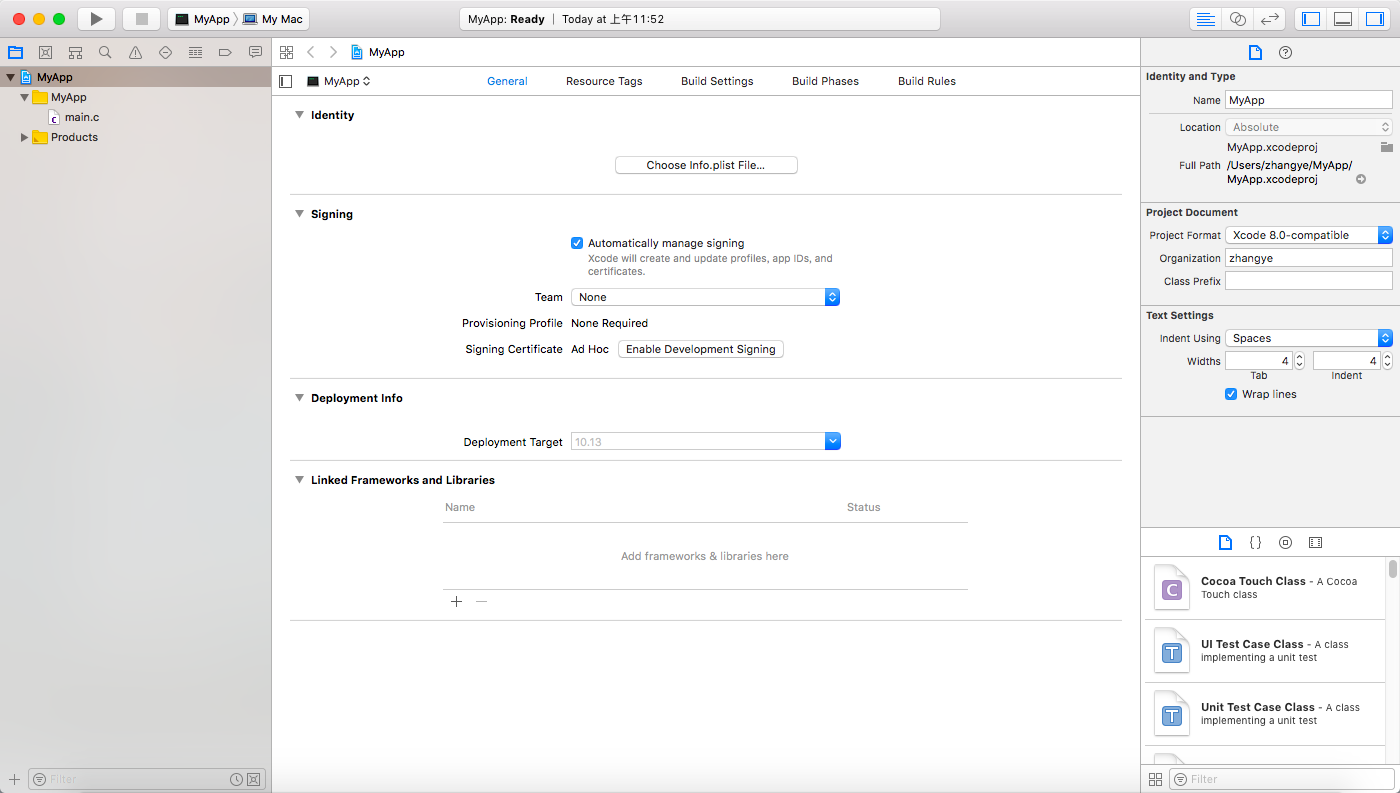 MyApp
My Mac
MyApp: Ready | Today at 上午11:52
MyApp
MyApp
main.c
Products
Filter
MyApp
MyApp
General
Resource Tags
Build Settings
Build Phases
Build Rules
Identity
Choose Info.plist File...
Signing
Automatically manage signing
Xcode will create and update profiles, app IDs, and
certificates.
Team None
Provisioning Profile None Required
Signing Certificate Ad Hoc Enable Development Signing
Deployment Info
Deployment Target 10.13
Linked Frameworks and Libraries
Name Status
Add frameworks & libraries here
Identity and Type
Name MyApp
Location Absolute
MyApp.xcodeproj
Full Path /Users/zhangye/MyApp/
MyApp.xcodeproj
Project Document
Project Format Xcode 8.0-compatible
Organization zhangye
Class Prefix
Text Settings
Indent Using Spaces
Widths 4 4
Tab Indent
Wrap lines
{}
C
Cocoa Touch Class - A Cocoa
Touch class
T
UI Test Case Class - A class
implementing a unit test
T
Unit Test Case Class - A class
implementing a unit test
Filter